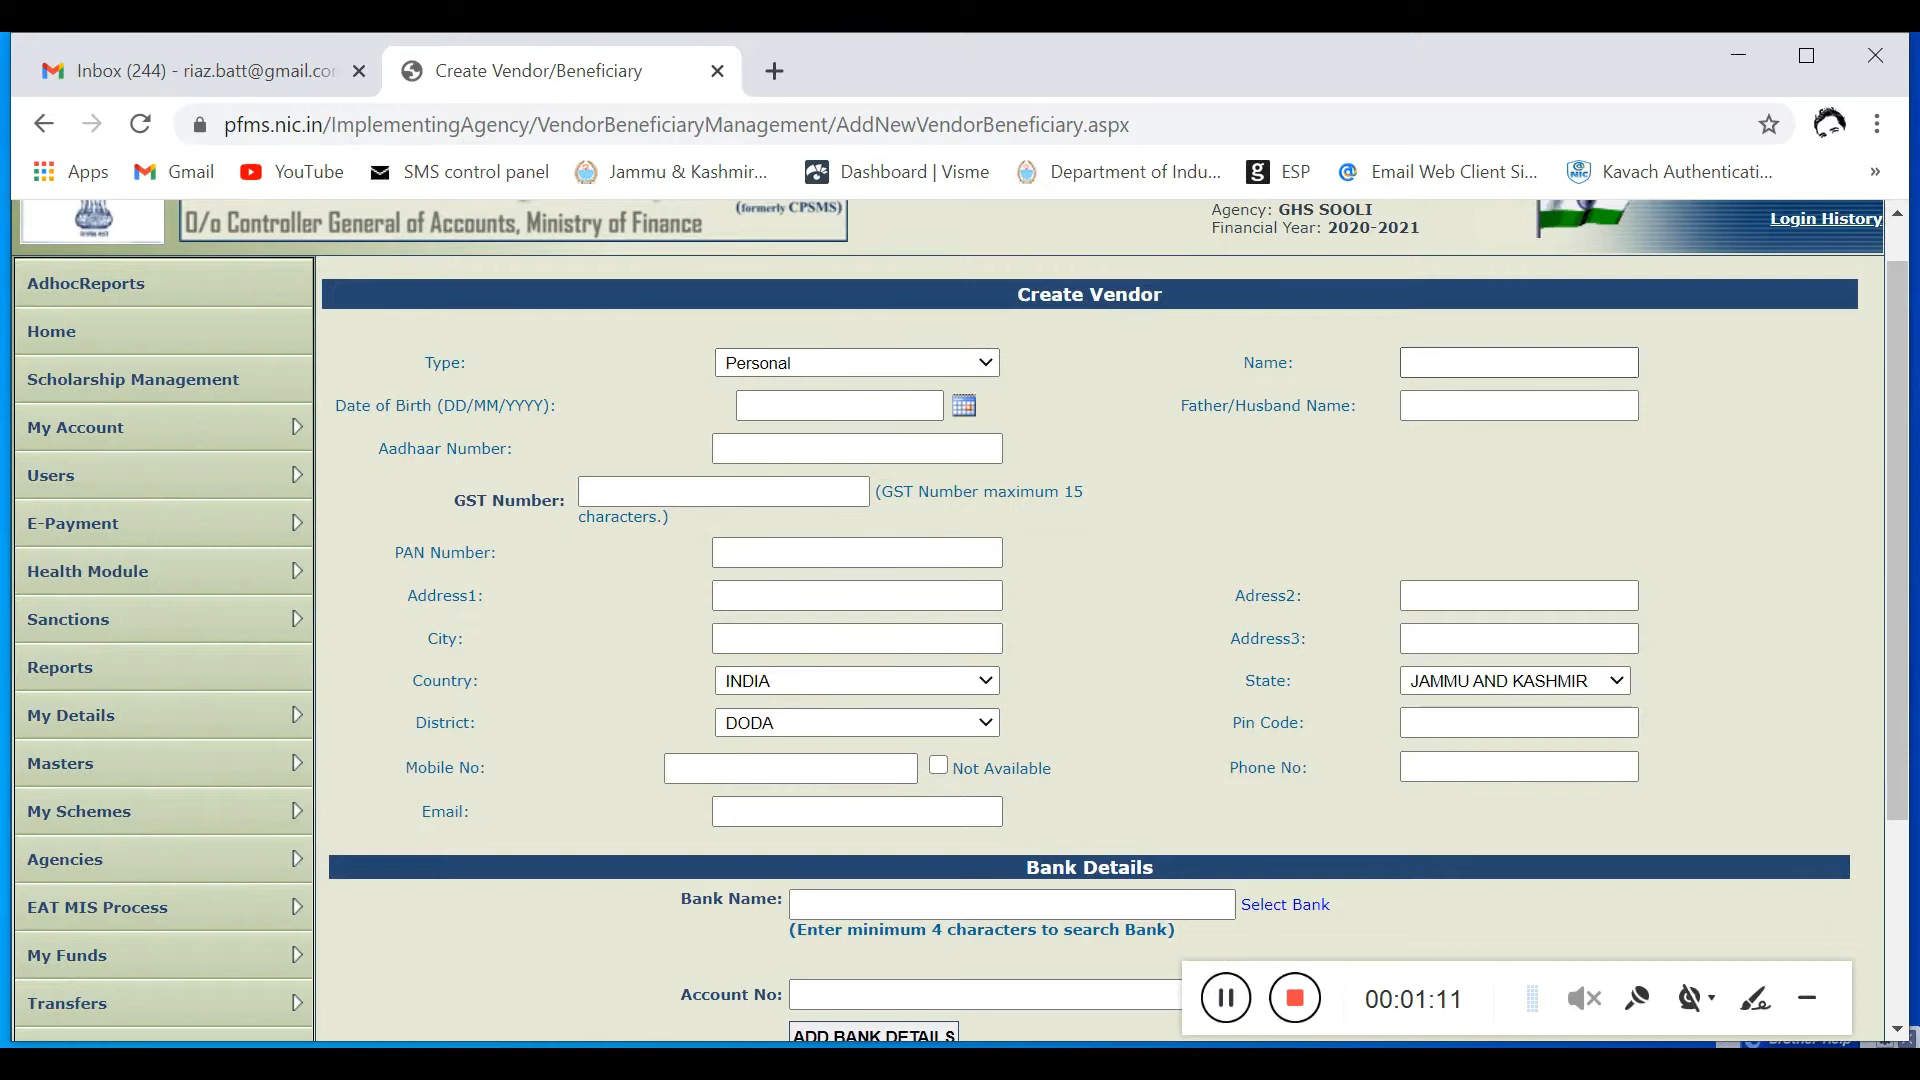 Inbox (244) - riaz.batt@gmail.co
Create Vendor/Beneficiary
pfms.nic.in/ImplementingAgency/VendorBeneficiaryManagement/AddNewVendorBeneficiary.aspx
Apps Gmail YouTube SMS control panel Jammu & Kashmir... Dashboard | Visme Department of Indu... ESP Email Web Client Si... Kavach Authenticati... »
(formerly CPSMS)
O/o Controller General of Accounts, Ministry of Finance
Agency: GHS SOOLI
Financial Year: 2020-2021
Login History
AdhocReports
Home
Scholarship Management
My Account
Users
E-Payment
Health Module
Sanctions
Reports
My Details
Masters
My Schemes
Agencies
EAT MIS Process
My Funds
Transfers
Create Vendor
Type: Personal Name:
Date of Birth (DD/MM/YYYY): Father/Husband Name:
Aadhaar Number:
GST Number: (GST Number maximum 15
characters.)
PAN Number:
Address1: Adress2:
City: Address3:
Country: INDIA State: JAMMU AND KASHMIR
District: DODA Pin Code:
Mobile No: Not Available Phone No:
Email:
Bank Details
Bank Name: Select Bank
(Enter minimum 4 characters to search Bank)
Account No:
ADD BANK DETAILS
00:01:11